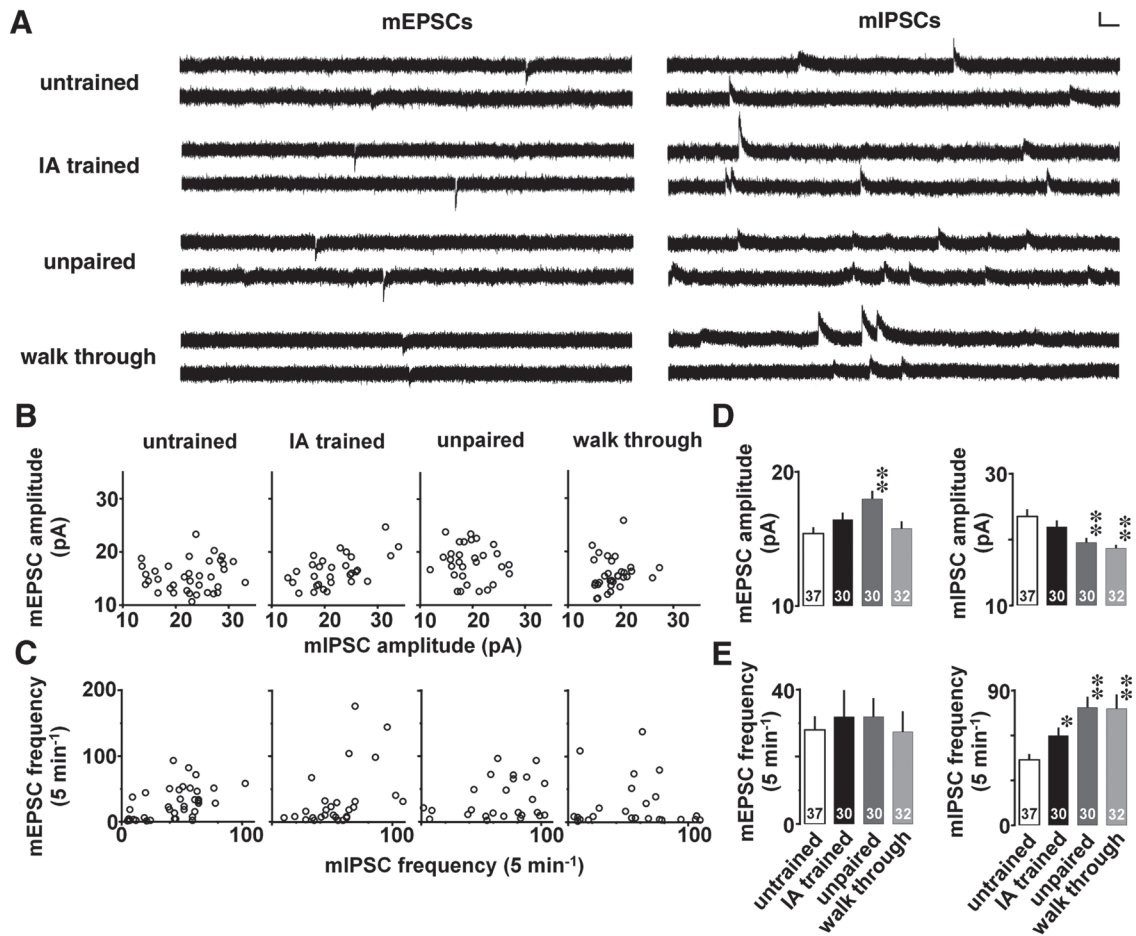 A
mEPSCs
mIPSCs
untrained
IA trained
unpaired
walk through
B
untrained
IA trained
unpaired
walk through
mEPSC amplitude
(pA)
30
20
10
10 20 30
10 20 30
10 20 30
10 20 30
mIPSC amplitude (pA)
C
mEPSC frequency
(5 min-1)
200
100
0
0 100
100
100
100
mIPSC frequency (5 min-1)
D
mEPSC amplitude
(pA)
20
10
**
37 30 30 32
mIPSC amplitude
(pA)
30
10
** **
37 30 30 32
E
mEPSC frequency
(5 min-1)
40
0
37 30 30 32
untrained
IA trained
unpaired
walk through
mIPSC frequency
(5 min-1)
90
0
* ** **
37 30 30 32
untrained
IA trained
unpaired
walk through